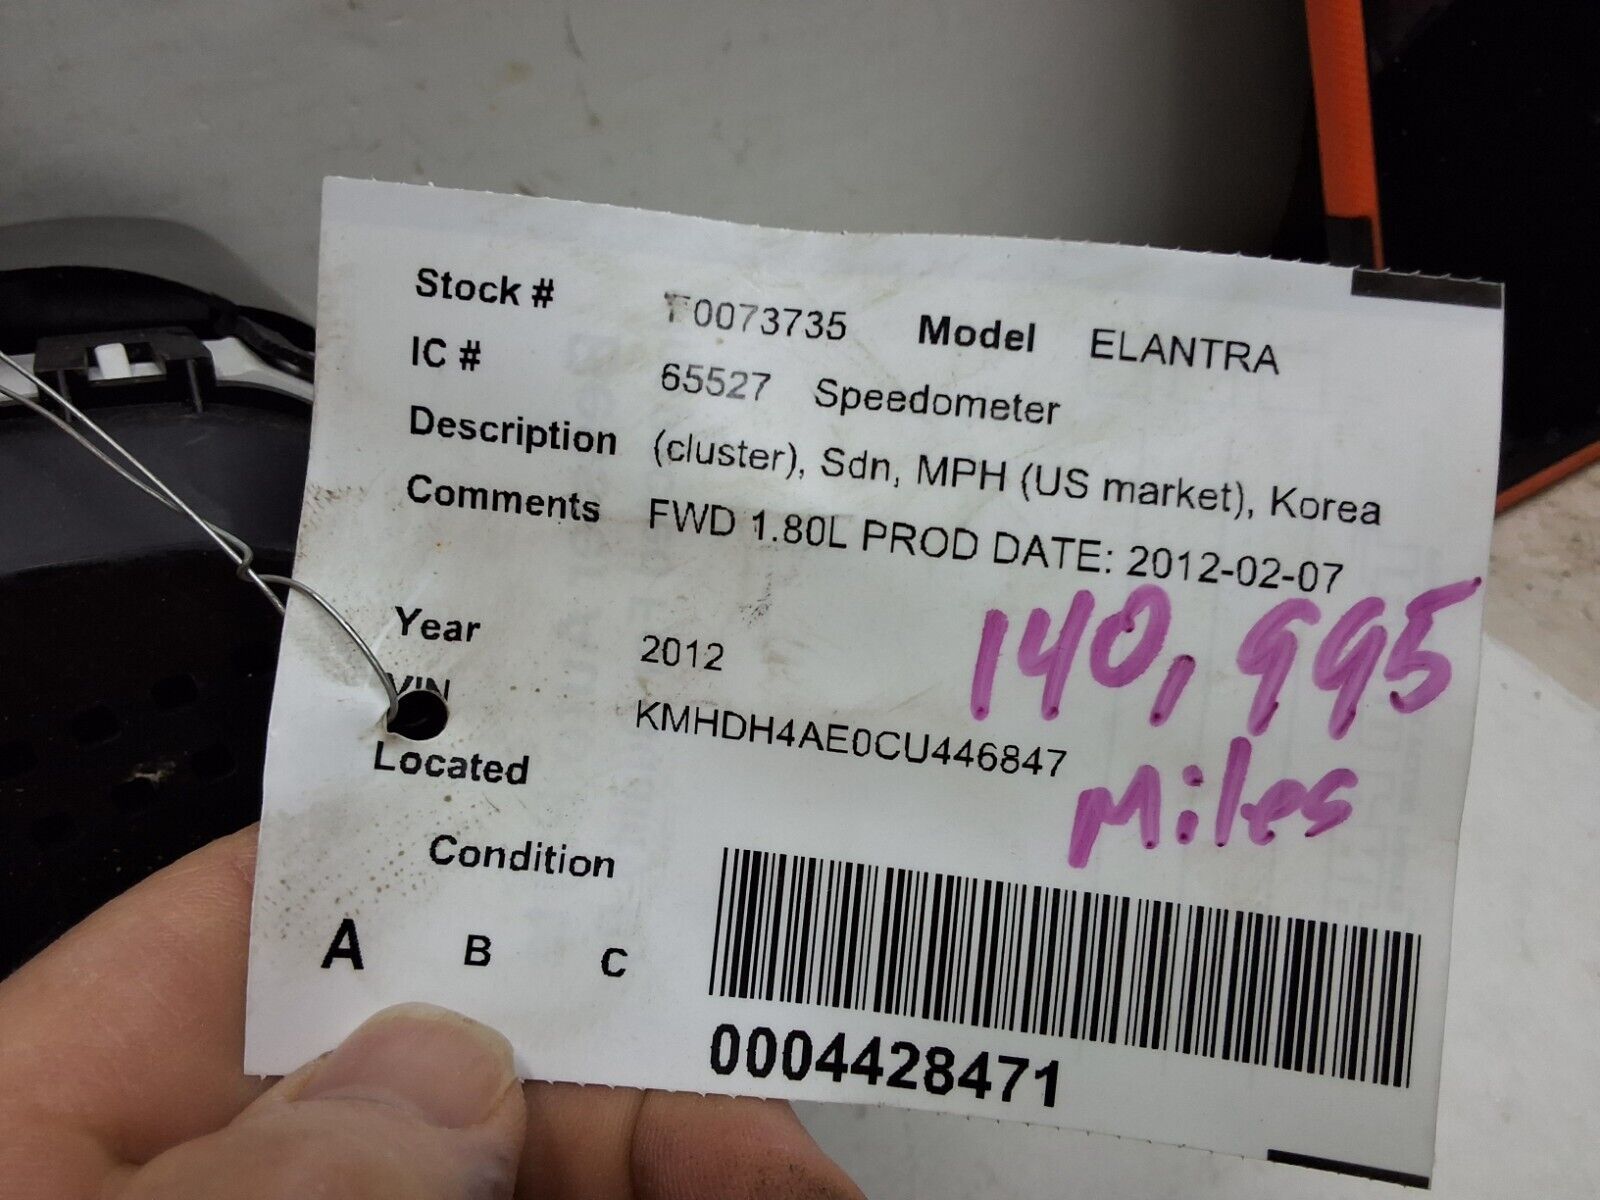 Stock # T0073735 Model ELANTRA
IC # 65527 Speedometer
Description (cluster), Sdn, MPH (US market), Korea
Comments FWD 1.80L PROD DATE: 2012-02-07
140,995
Year 2012
Miles
VIN KMHDH4AE0CU446847
Located
Condition
A B C
0004428471